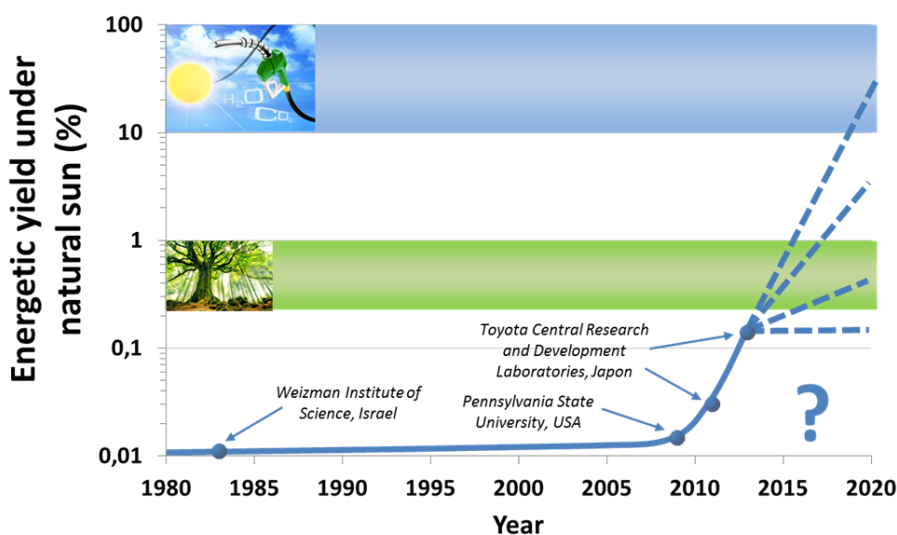 Energetic yield under
natural sun (%)
100
10
1
0,1
0,01
H₂O
CO₂
Toyota Central Research
and Development
Laboratories, Japon
Weizman Institute of
Science, Israel
Pennsylvania State
University, USA
?
1980 1985 1990 1995 2000 2005 2010 2015 2020
Year